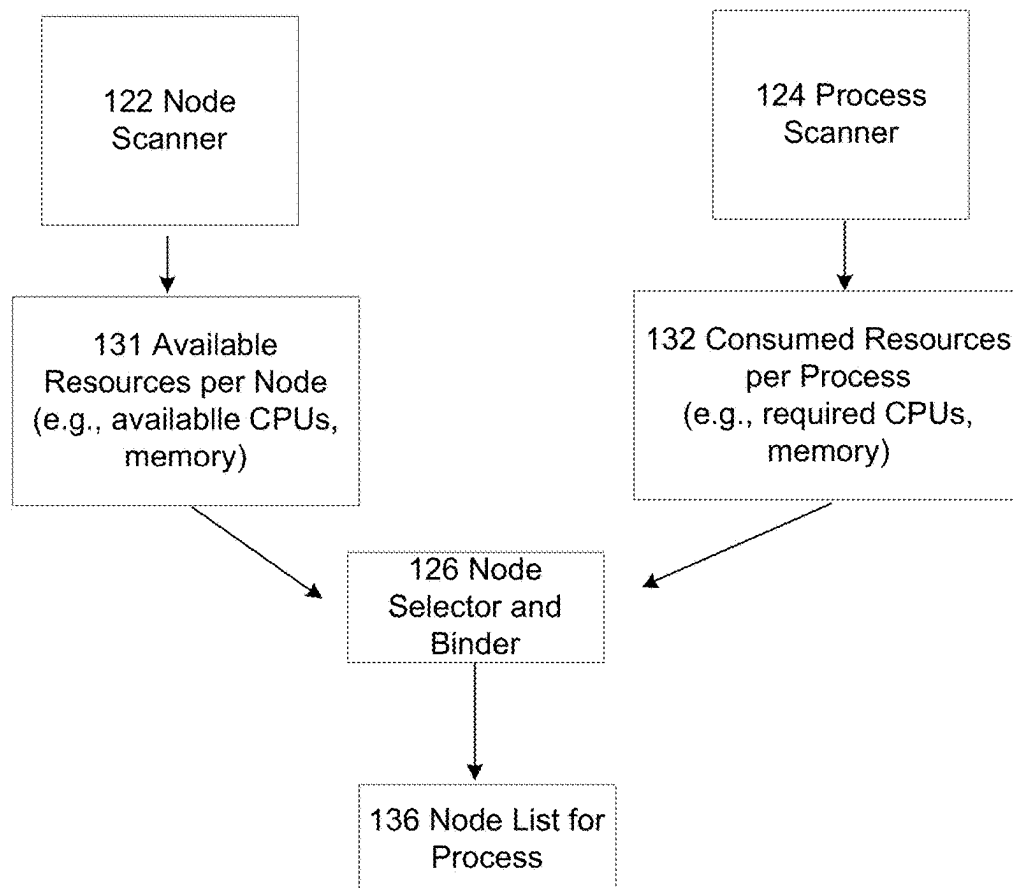 122 Node
Scanner
124 Process
Scanner
131 Available
Resources per Node
(e.g., availablle CPUs,
memory)
132 Consumed Resources
per Process
(e.g., required CPUs,
memory)
126 Node
Selector and
Binder
136 Node List for
Process